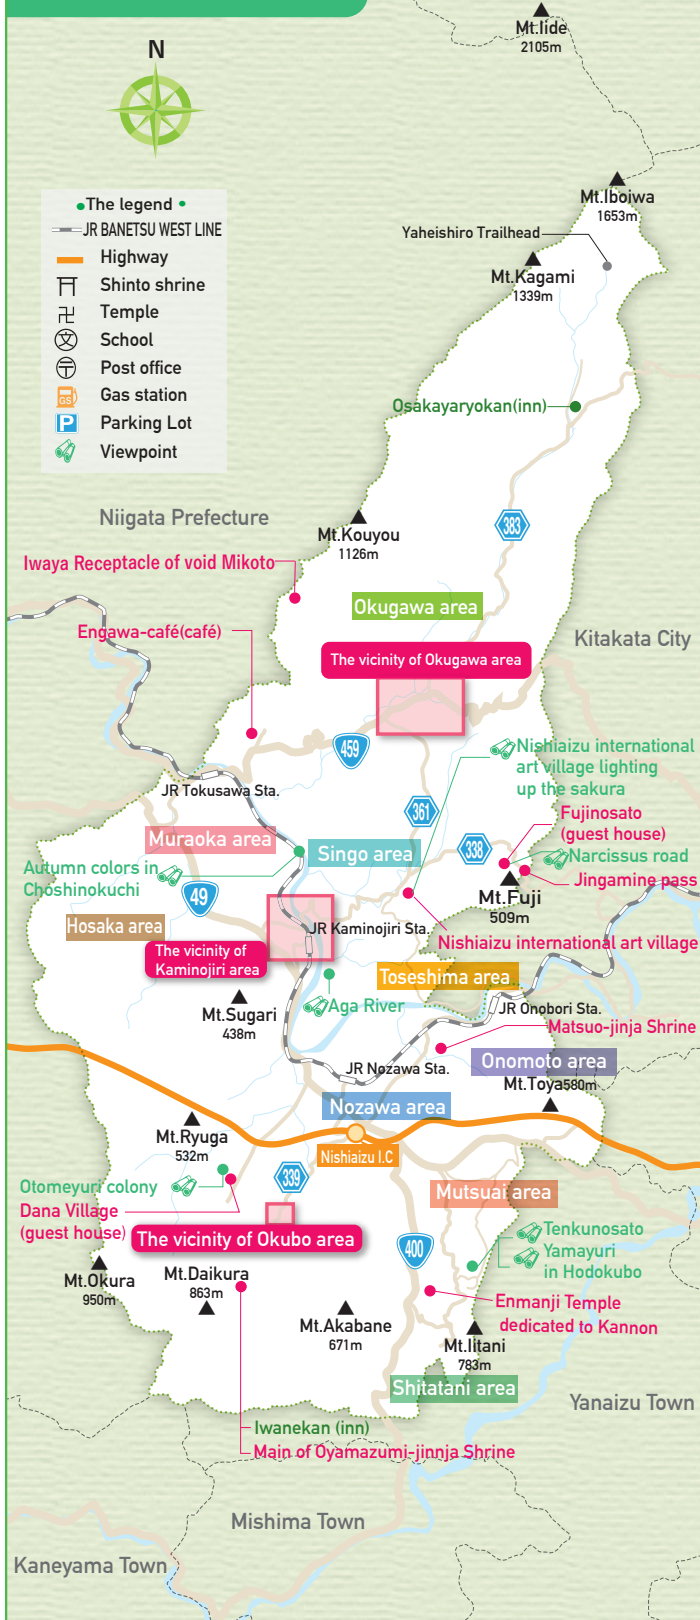 Mt.Iide
2105m
N
Mt.Iboiwa
1653m
•The legend•
JR BANETSU WEST LINE
Highway
Shinto shrine
Temple
文 School
〒 Post office
GS Gas station
P Parking Lot
Viewpoint
Yaheishiro Trailhead
Mt.Kagami
1339m
Osakayaryokan(inn)
Niigata Prefecture
Mt.Kouyou
1126m
383
Iwaya Receptacle of void Mikoto
Okugawa area
Engawa-café(café)
Kitakata City
The vicinity of Okugawa area
459
Nishiaizu international
art village lighting
up the sakura
JR Tokusawa Sta.
361
Fujinosato
(guest house)
Muraoka area
Singo area
338
Narcissus road
Autumn colors in
Choshinokuchi
Jingamine pass
49
Mt.Fuji
509m
Hosaka area
JR Kaminojiri Sta.
Nishiaizu international art village
The vicinity of
Kaminojiri area
Toseshima area
Mt.Sugari
438m
Aga River
JR Onobori Sta.
Matsuo-jinja Shrine
JR Nozawa Sta.
Onomoto area
Mt.Toya580m
Nozawa area
Mt.Ryuga
532m
Nishiaizu I.C
339
Otomeyuri colony
Dana Village
(guest house)
Mutsuai area
The vicinity of Okubo area
Tenkunosato
Yamayuri
in Hodokubo
400
Mt.Okura
950m
Mt.Daikura
863m
Mt.Akabane
671m
Enmanji Temple
dedicated to Kannon
Mt.Iitani
783m
Shitatani area
Yanaizu Town
Iwanekan (inn)
Main of Oyamazumi-jinnja Shrine
Mishima Town
Kaneyama Town